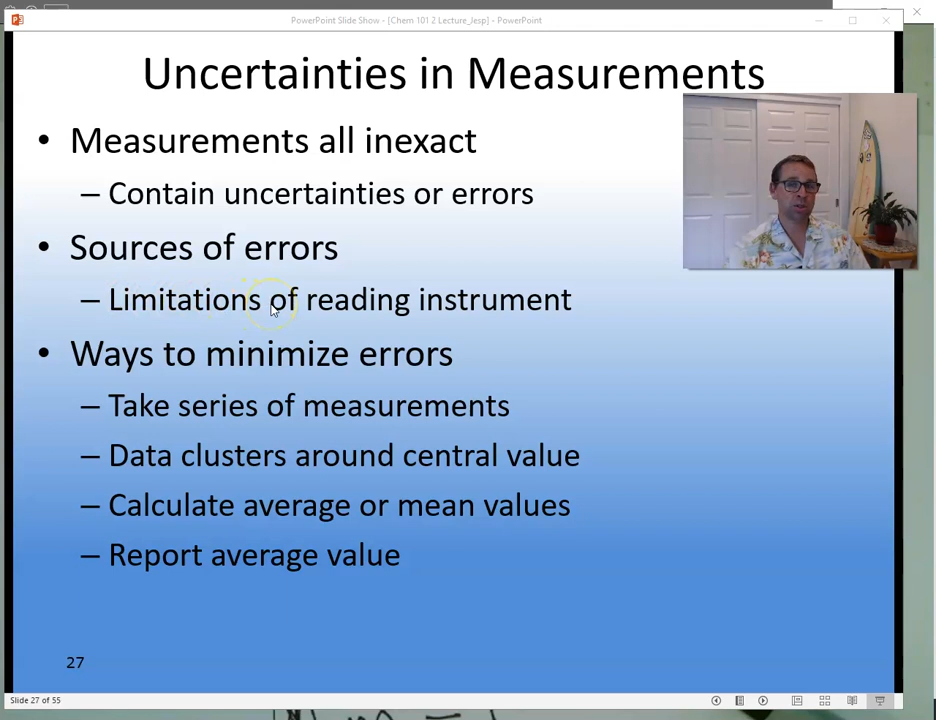 PowerPoint Slide Show - [Chem 101 2 Lecture_Jesp] - PowerPoint
Uncertainties in Measurements
• Measurements all inexact
– Contain uncertainties or errors
• Sources of errors
– Limitations of reading instrument
• Ways to minimize errors
– Take series of measurements
– Data clusters around central value
– Calculate average or mean values
– Report average value
27
Slide 27 of 55